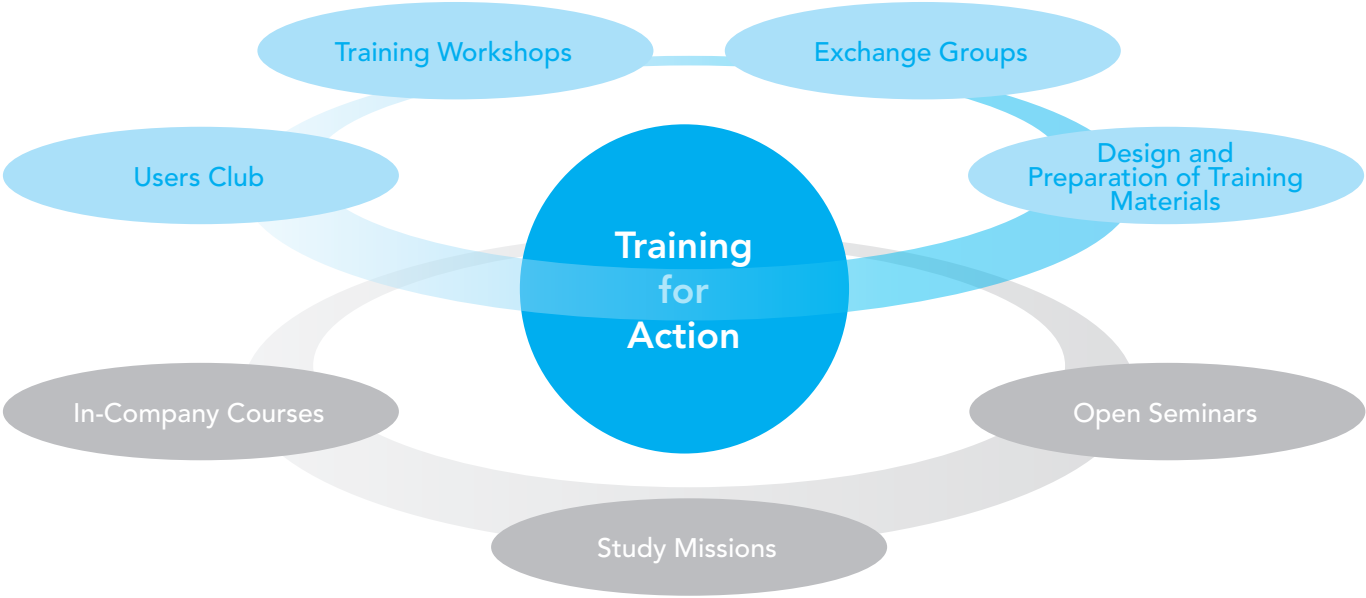 Training Workshops
Exchange Groups
Users Club
Design and
Preparation of Training
Materials
Training
for
Action
In-Company Courses
Open Seminars
Study Missions